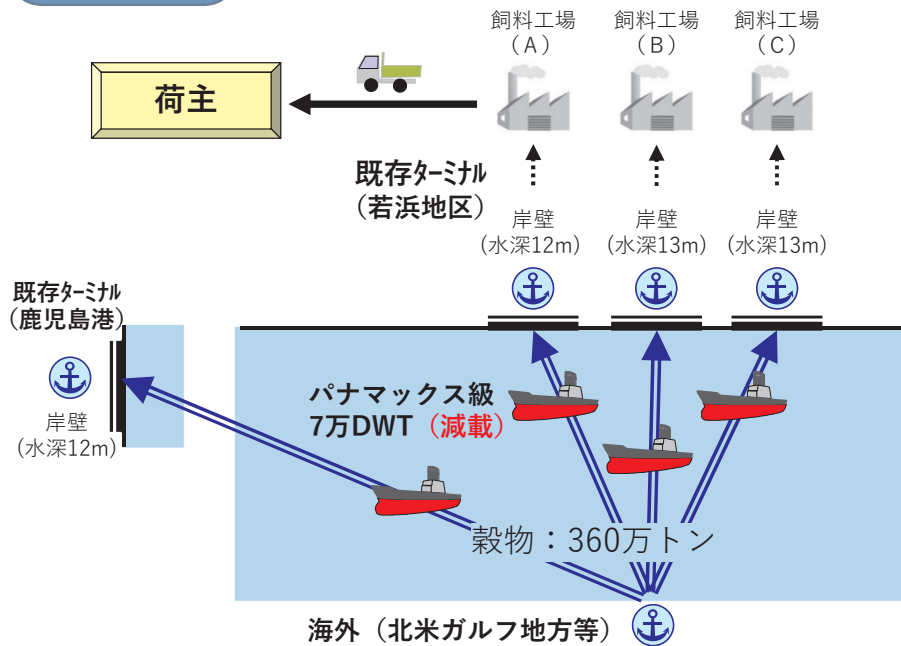 飼料工場
(A)
飼料工場
(B)
飼料工場
(C)
荷主
既存ターミナル
(若浜地区)
岸壁
(水深12m)
岸壁
(水深13m)
岸壁
(水深13m)
既存ターミナル
(鹿児島港)
岸壁
(水深12m)
パナマックス級
7万DWT (減載)
穀物:360万トン
海外(北米ガルフ地方等)